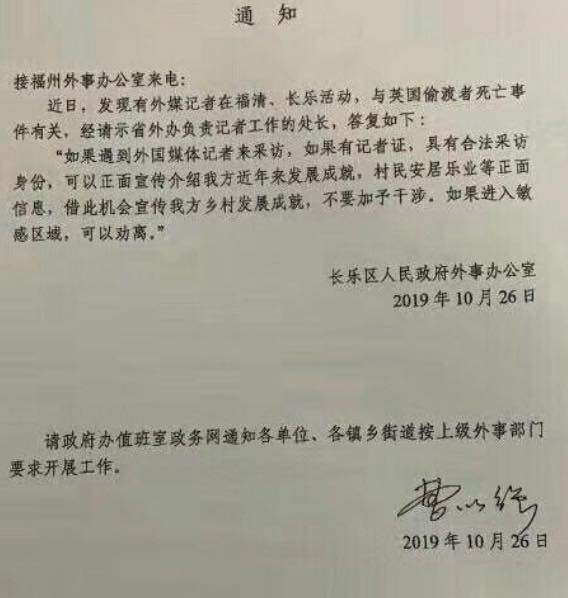 通 知
接福州外事办公室来电：
近日，发现有外媒记者在福清、长乐活动，与英国偷渡者死亡事
件有关，经请示省外办负责记者工作的处长，答复如下：
“如果遇到外国媒体记者来采访，如果有记者证，具有合法采访
身份，可以正面宣传介绍我方近年来发展成就，村民安居乐业等正面
信息，借此机会宣传我方乡村发展成就，不要加予干涉。如果进入敏
感区域，可以劝离。”
长乐区人民政府外事办公室
2019 年 10 月 26 日
请政府办值班室政务网通知各单位、各镇乡街道按上级外事部门
要求开展工作。
2019 年 10 月 26 日